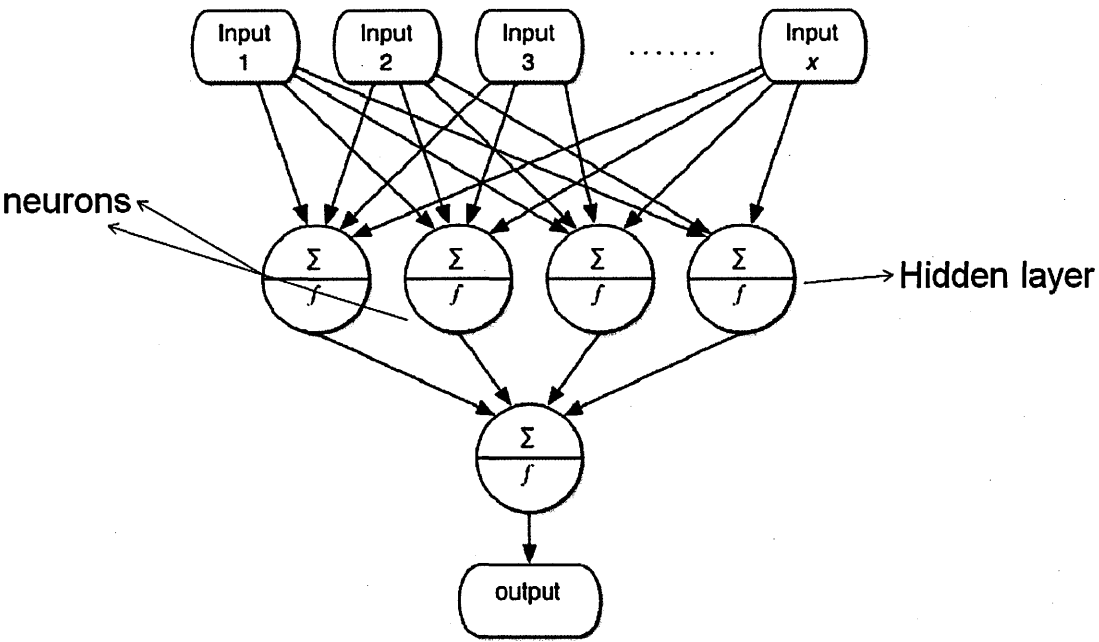 Input
1
Input
2
Input
3
.......
Input
x
neurons
Σ
f
Σ
f
Σ
f
Σ
f
Hidden layer
Σ
f
output